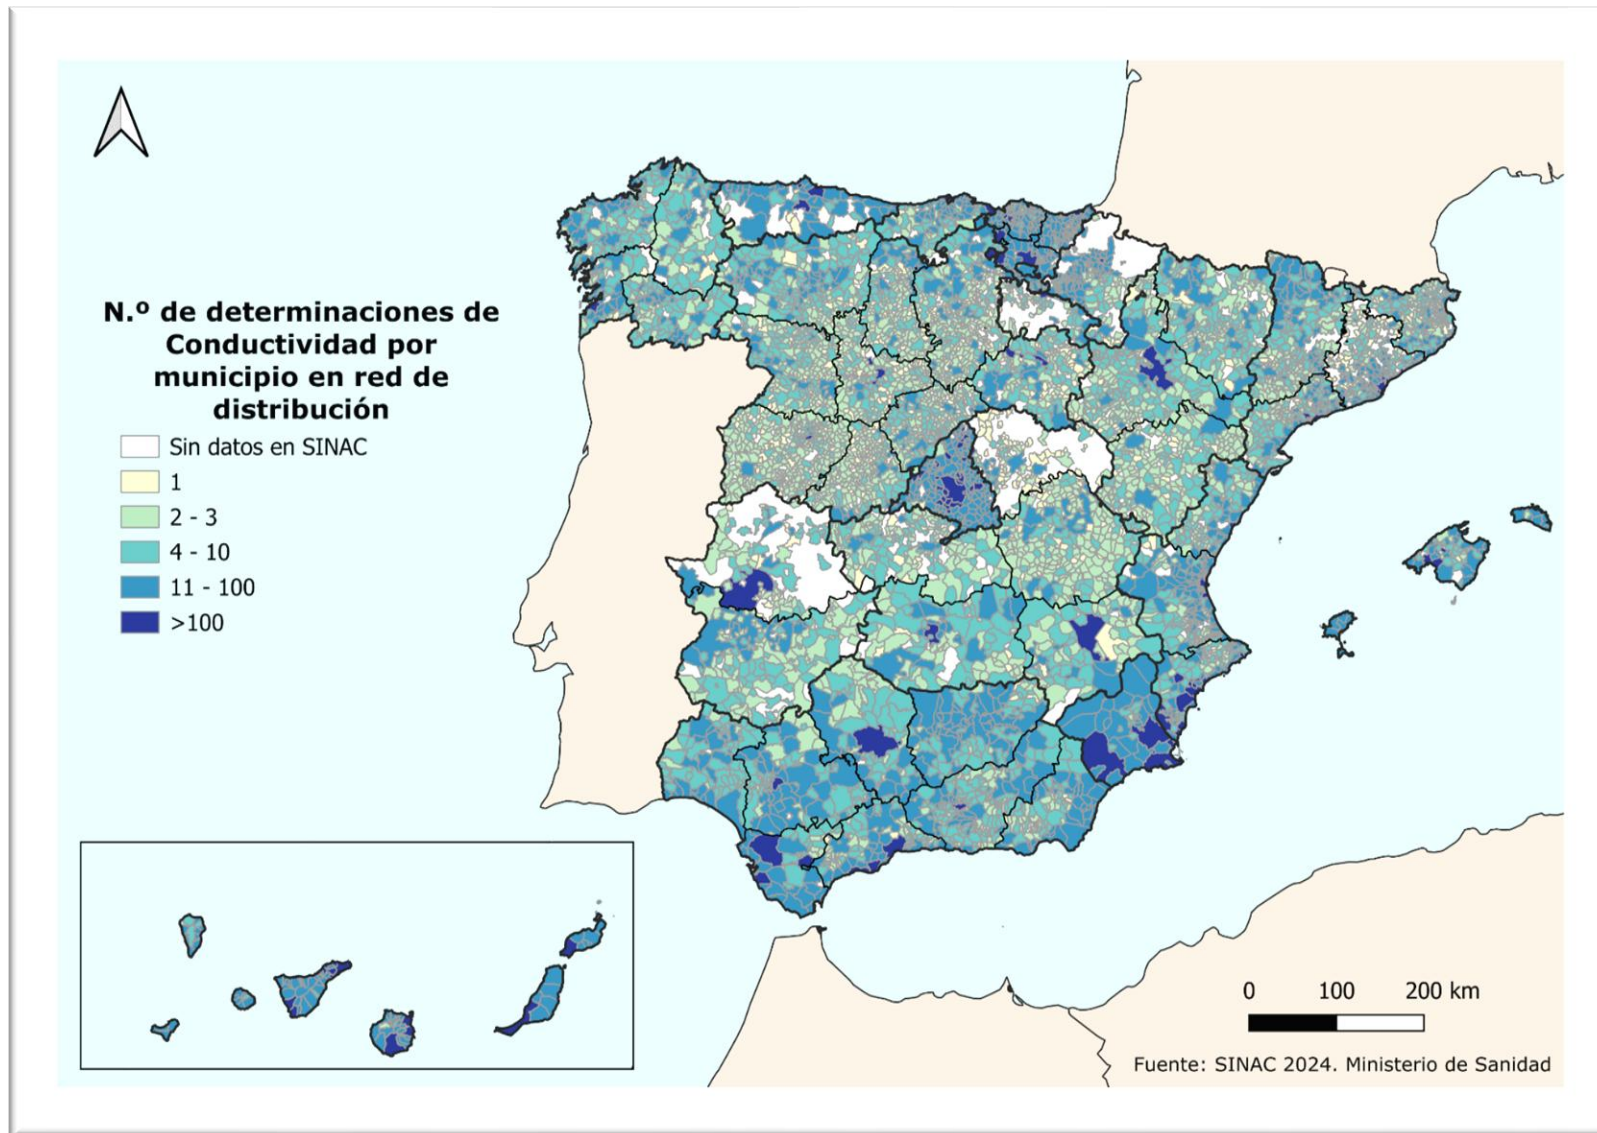 N.º de determinaciones de
Conductividad por
municipio en red de
distribución
Sin datos en SINAC
1
2 - 3
4 - 10
11 - 100
>100
0 100 200 km
Fuente: SINAC 2024. Ministerio de Sanidad